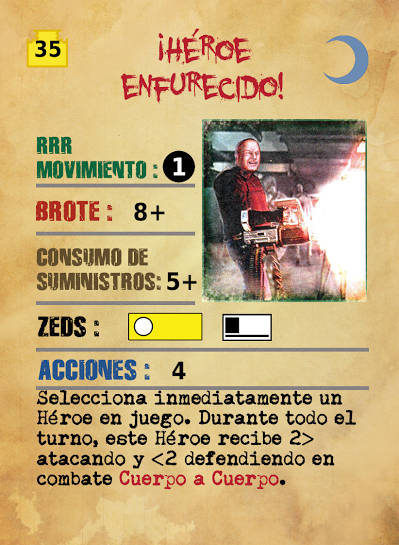 35
¡HÉROE
ENFURECIDO!
RRR
MOVIMIENTO : 1
BROTE : 8+
CONSUMO DE
SUMINISTROS: 5+
ZEDS :
ACCIONES : 4
Selecciona inmediatamente un
Héroe en juego. Durante todo el
turno, este Héroe recibe 2>
atacando y <2 defendiendo en
combate Cuerpo a Cuerpo.